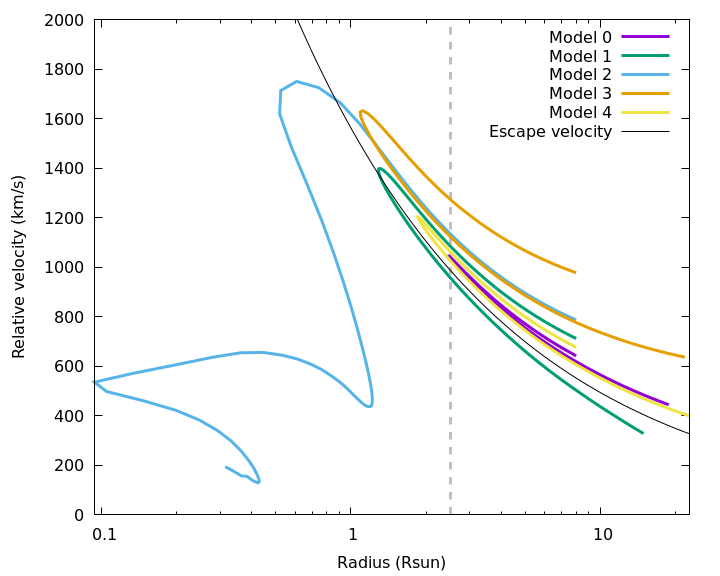 2000
1800
1600
1400
1200
1000
800
600
400
200
0
Relative velocity (km/s)
Model 0
Model 1
Model 2
Model 3
Model 4
Escape velocity
0.1
1
10
Radius (Rsun)